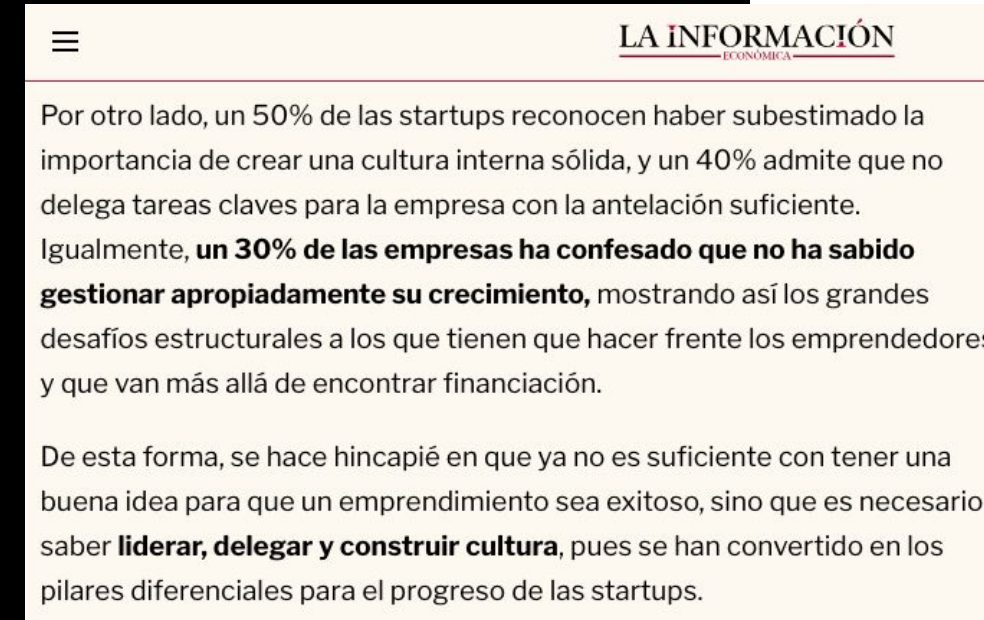 LA iNFORMACIÓN
ECONÓMICA
Por otro lado, un 50% de las startups reconocen haber subestimado la
importancia de crear una cultura interna sólida, y un 40% admite que no
delega tareas claves para la empresa con la antelación suficiente.
Igualmente, un 30% de las empresas ha confesado que no ha sabido
gestionar apropiadamente su crecimiento, mostrando así los grandes
desafíos estructurales a los que tienen que hacer frente los emprendedores
y que van más allá de encontrar financiación.
De esta forma, se hace hincapié en que ya no es suficiente con tener una
buena idea para que un emprendimiento sea exitoso, sino que es necesario
saber liderar, delegar y construir cultura, pues se han convertido en los
pilares diferenciales para el progreso de las startups.